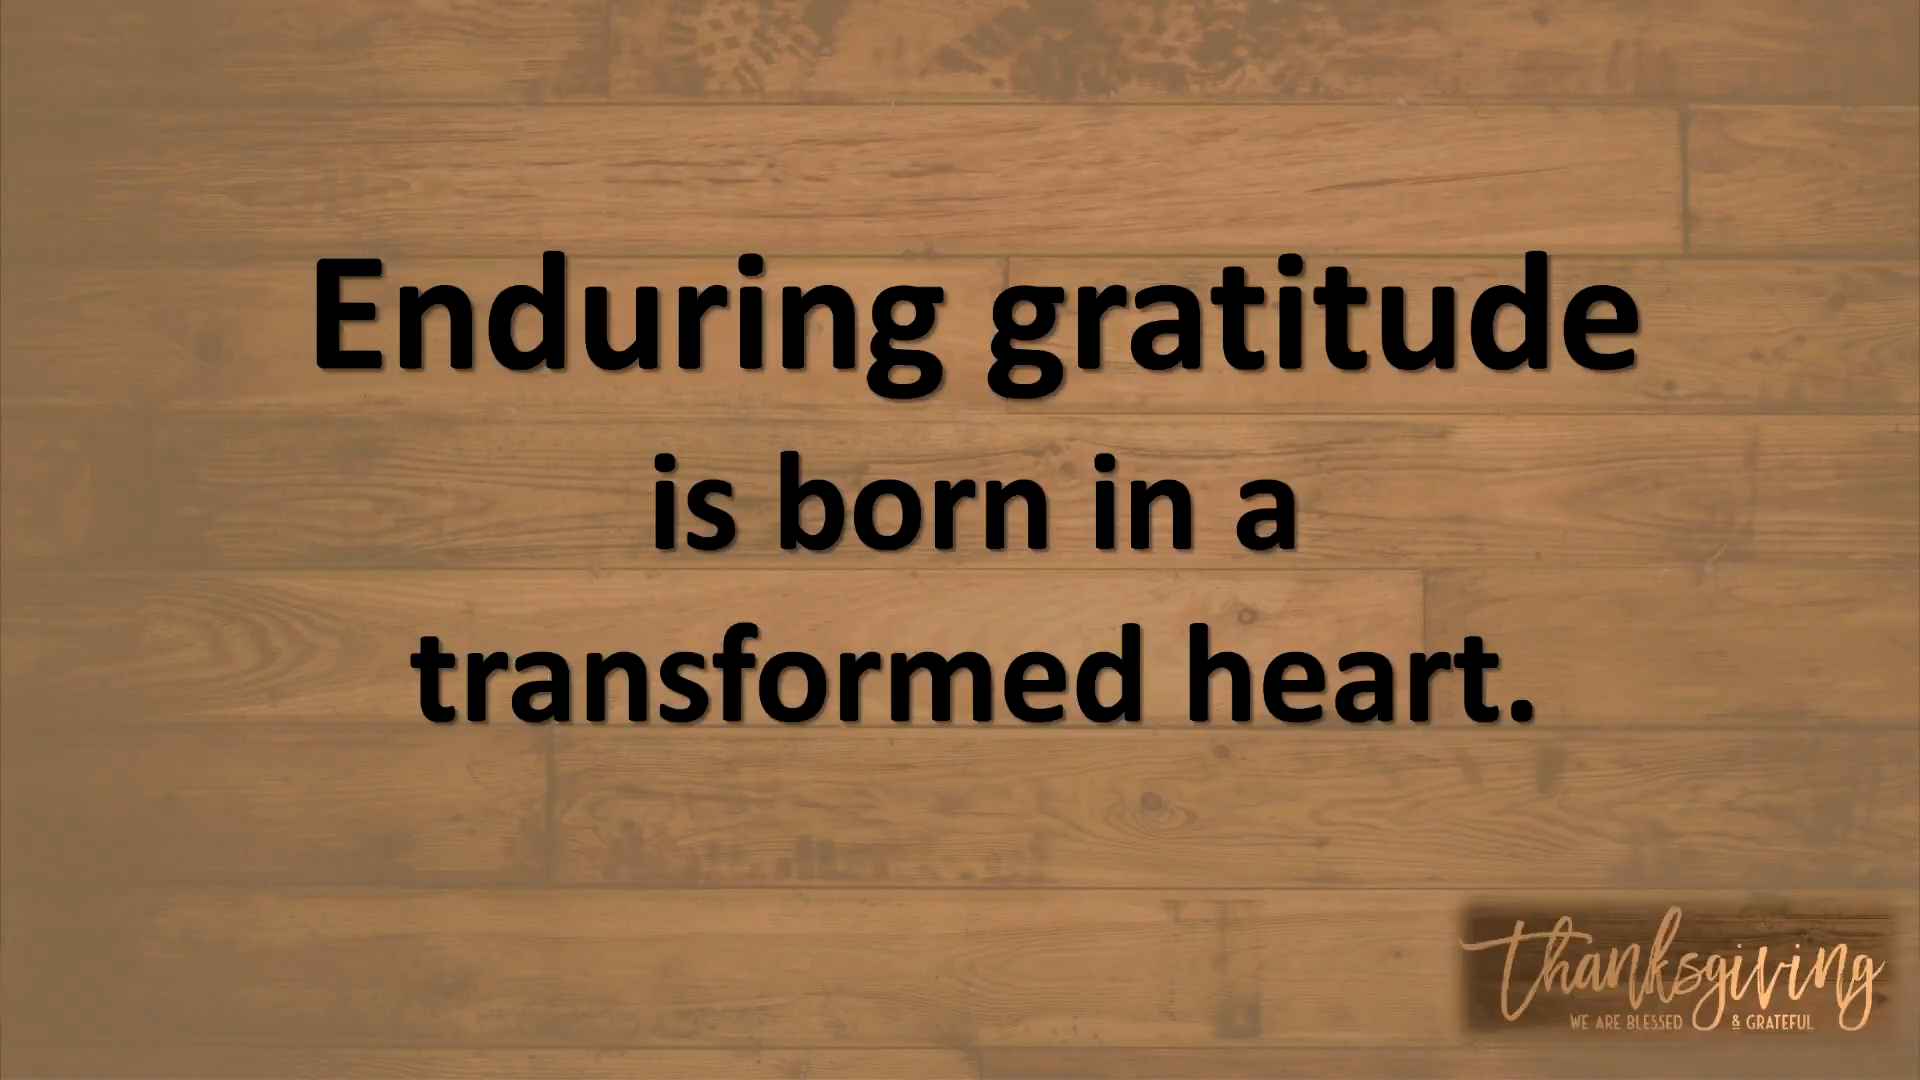 Enduring gratitude
is born in a
transformed heart.
thanksgiving
WE ARE BLESSED & GRATEFUL